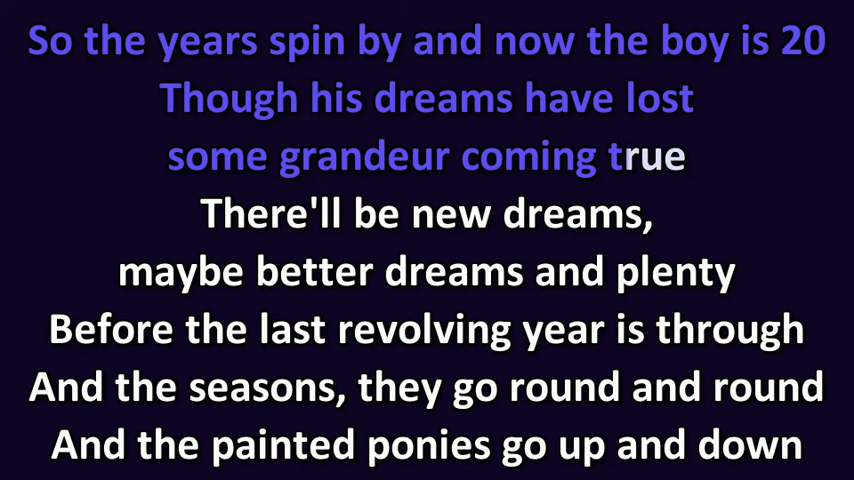 So the years spin by and now the boy is 20
Though his dreams have lost
some grandeur coming true
There'll be new dreams,
maybe better dreams and plenty
Before the last revolving year is through
And the seasons, they go round and round
And the painted ponies go up and down